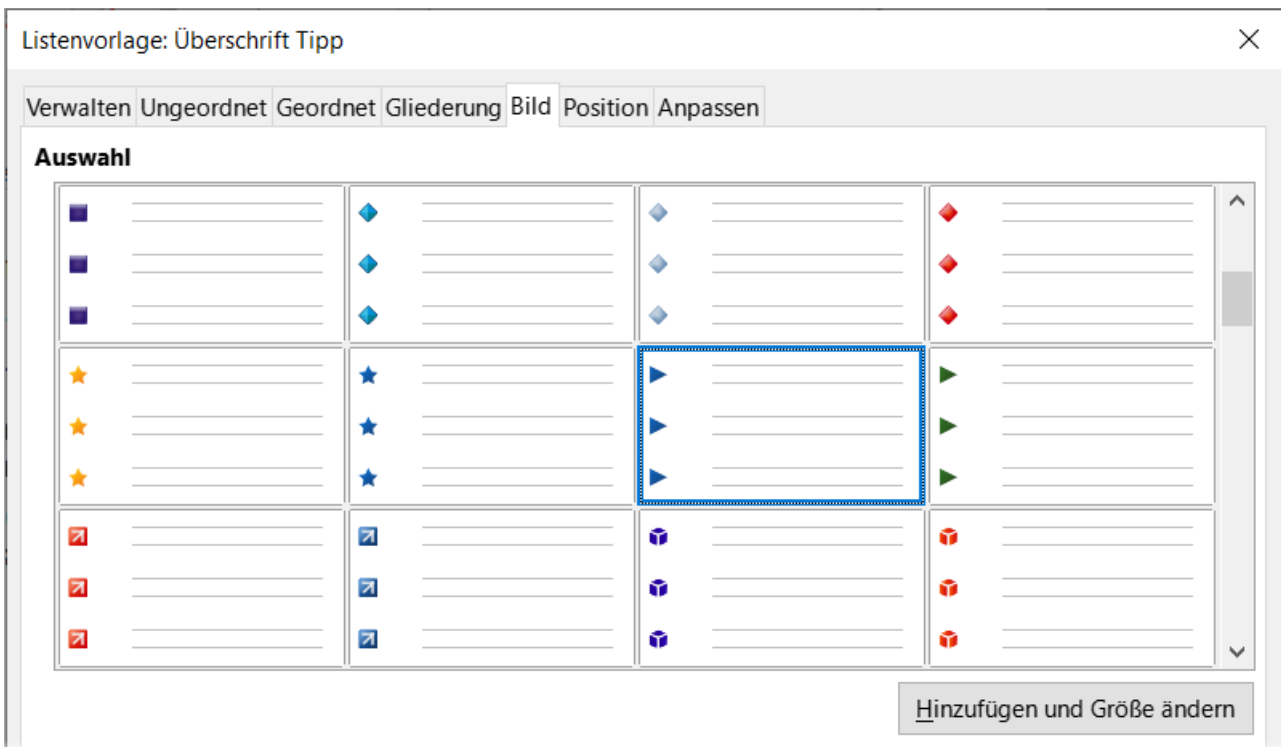 Listenvorlage: Überschrift Tipp
Verwalten Ungeordnet Geordnet Gliederung Bild Position Anpassen
Auswahl
Hinzufügen und Größe ändern